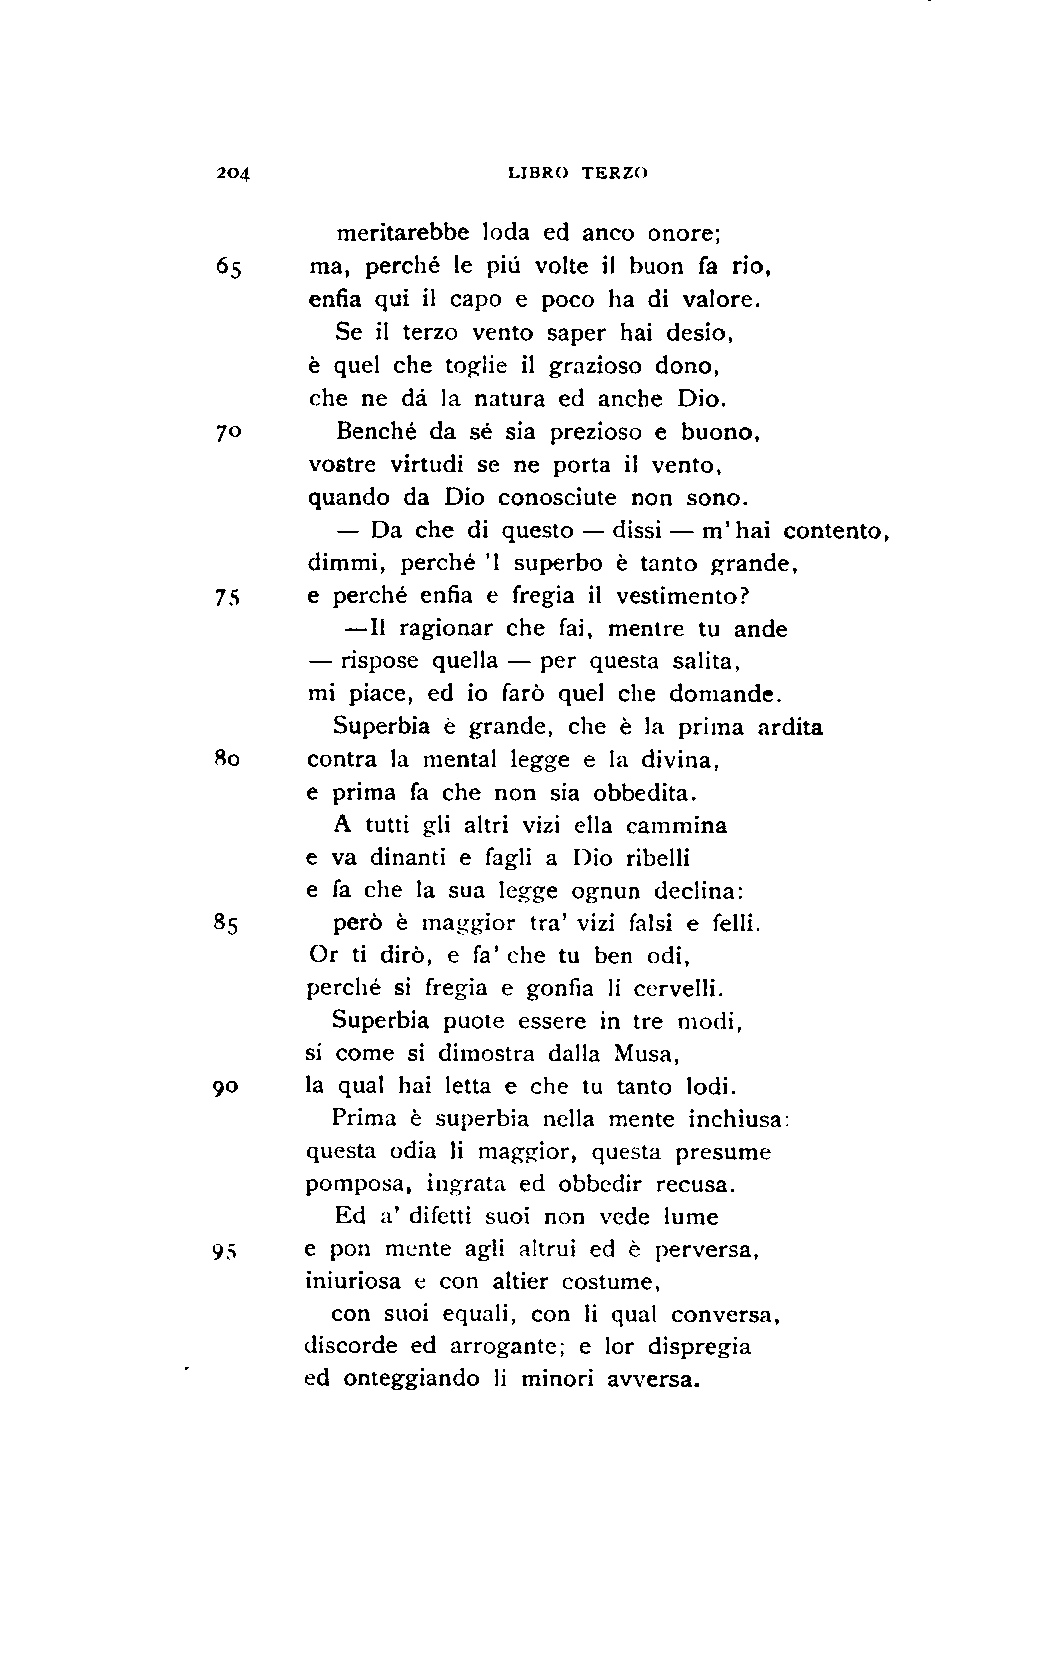 204 LIBRO TERZO
meritarebbe loda ed anco onore;
65 ma, perché le piú volte il buon fa rio,
enfia qui il capo e poco ha di valore.
Se il terzo vento saper hai desio,
è quel che toglie il grazioso dono,
che ne dá la natura ed anche Dio.
70 Benché da sé sia prezioso e buono,
vostre virtudi se ne porta il vento,
quando da Dio conosciute non sono.
— Da che di questo — dissi — m' hai contento,
dimmi, perché 'l superbo è tanto grande,
75 e perché enfia e fregia il vestimento?
—Il ragionar che fai, mentre tu ande
— rispose quella — per questa salita,
mi piace, ed io farò quel che domande.
Superbia è grande, che è la prima ardita
80 contra la mental legge e la divina,
e prima fa che non sia obbedita.
A tutti gli altri vizi ella cammina
e va dinanti e fagli a Dio ribelli
e fa che la sua legge ognun declina:
85 però è maggior tra' vizi falsi e felli.
Or ti dirò, e fa' che tu ben odi,
perché si fregia e gonfia li cervelli.
Superbia puote essere in tre modi,
si come si dimostra dalla Musa,
90 la qual hai letta e che tu tanto lodi.
Prima è superbia nella mente inchiusa:
questa odia li maggior, questa presume
pomposa, ingrata ed obbedir recusa.
Ed a' difetti suoi non vede lume
95 e pon mente agli altrui ed è perversa,
iniuriosa e con altier costume,
con suoi equali, con li qual conversa,
discorde ed arrogante; e lor dispregia
ed onteggiando li minori avversa.